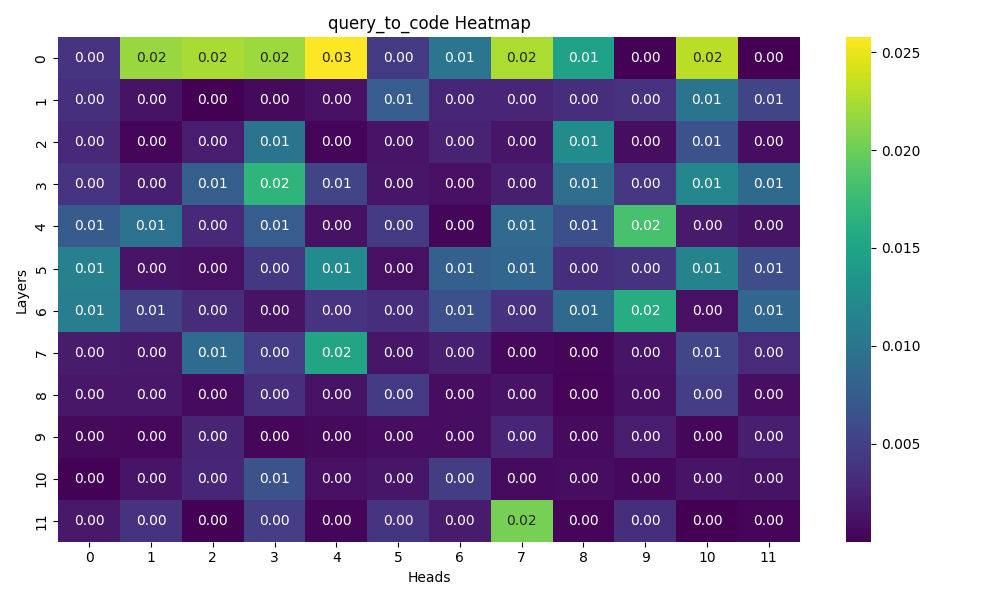 query_to_code Heatmap
0 0.00 0.02 0.02 0.02 0.03 0.00 0.01 0.02 0.01 0.00 0.02 0.00
1 0.00 0.00 0.00 0.00 0.00 0.01 0.00 0.00 0.00 0.00 0.01 0.01
2 0.00 0.00 0.00 0.01 0.00 0.00 0.00 0.00 0.01 0.00 0.01 0.00
3 0.00 0.00 0.01 0.02 0.01 0.00 0.00 0.00 0.01 0.00 0.01 0.01
4 0.01 0.01 0.00 0.01 0.00 0.00 0.00 0.01 0.01 0.02 0.00 0.00
5 0.01 0.00 0.00 0.00 0.01 0.00 0.01 0.01 0.00 0.00 0.01 0.01
6 0.01 0.01 0.00 0.00 0.00 0.00 0.01 0.00 0.01 0.02 0.00 0.01
7 0.00 0.00 0.01 0.00 0.02 0.00 0.00 0.00 0.00 0.00 0.01 0.00
8 0.00 0.00 0.00 0.00 0.00 0.00 0.00 0.00 0.00 0.00 0.00 0.00
9 0.00 0.00 0.00 0.00 0.00 0.00 0.00 0.00 0.00 0.00 0.00 0.00
10 0.00 0.00 0.00 0.01 0.00 0.00 0.00 0.00 0.00 0.00 0.00 0.00
11 0.00 0.00 0.00 0.00 0.00 0.00 0.00 0.02 0.00 0.00 0.00 0.00
0 1 2 3 4 5 6 7 8 9 10 11
Heads
Layers
0.025
0.020
0.015
0.010
0.005